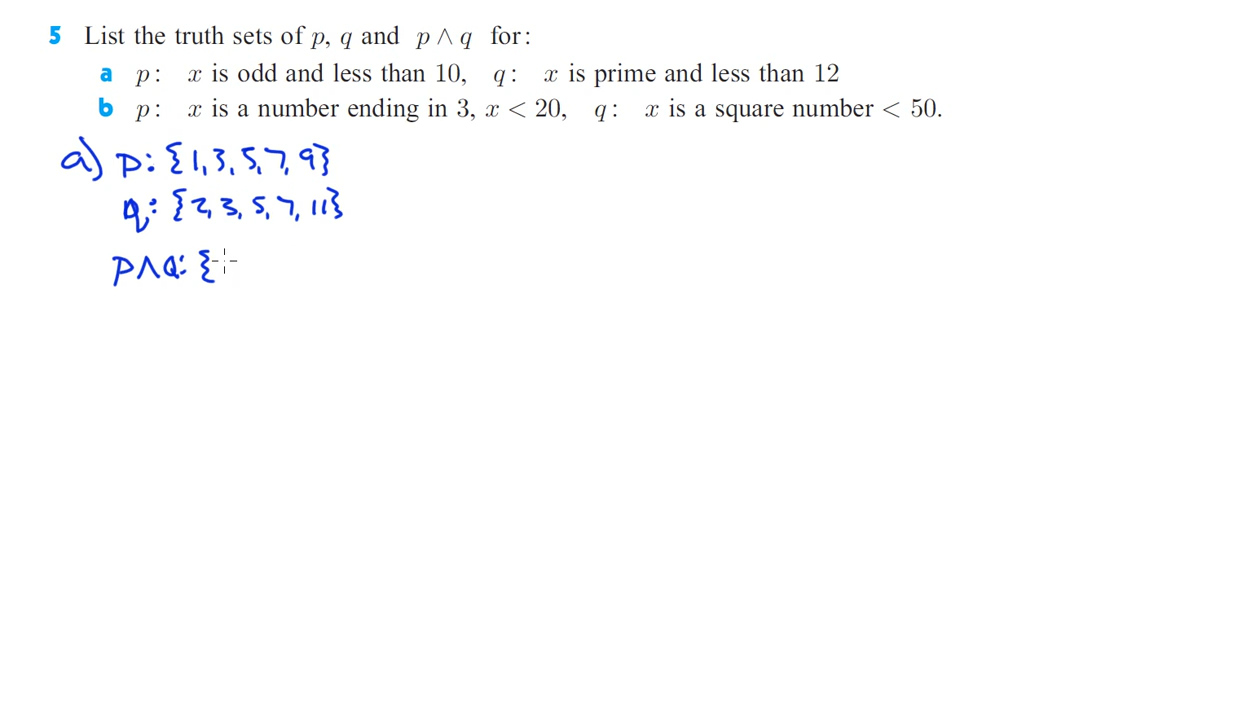 5 List the truth sets of p, q and p ∧ q for:
a p: x is odd and less than 10, q: x is prime and less than 12
b p: x is a number ending in 3, x < 20, q: x is a square number < 50.
a) p: {1, 3, 5, 7, 9}
q: {2, 3, 5, 7, 11}
p ∧ q: {